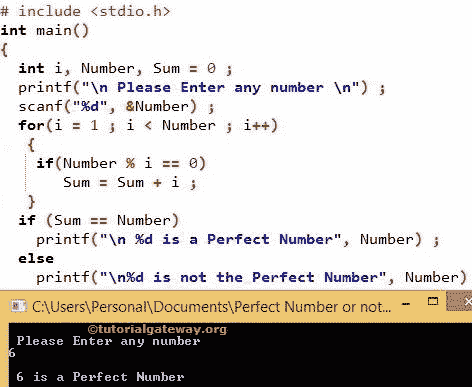 # include <stdio.h>
int main()
{
int i, Number, Sum = 0 ;
printf("\n Please Enter any number \n") ;
scanf("%d", &Number) ;
for(i = 1 ; i < Number ; i++)
{
if(Number % i == 0)
Sum = Sum + i ;
}
if (Sum == Number)
printf("\n %d is a Perfect Number", Number) ;
else
printf("\n%d is not the Perfect Number", Number)
C:\Users\Personal\Documents\Perfect Number or not...
©tutorialgateway.org
Please Enter any number
6
6 is a Perfect Number